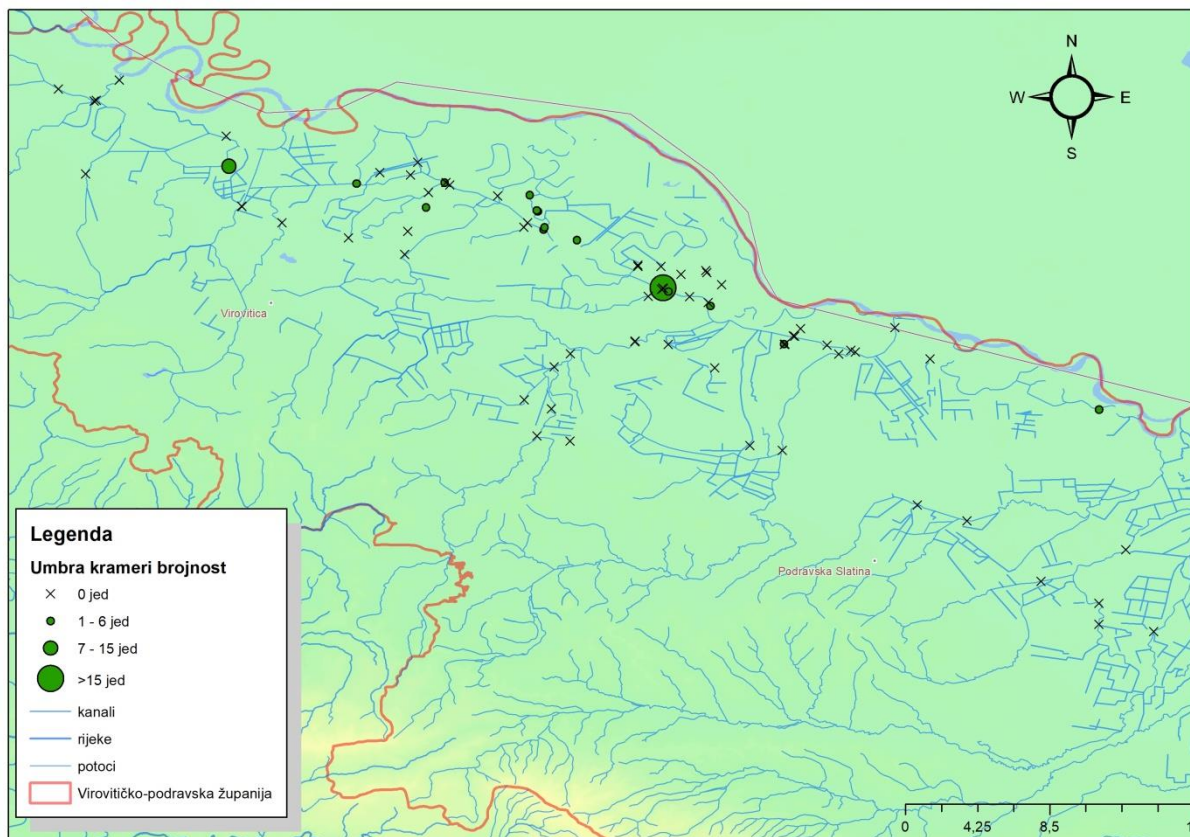 N
W E
S
Virovitica
Podravska Slatina
Legenda
Umbra krameri brojnost
0 jed
1 - 6 jed
7 - 15 jed
>15 jed
kanali
rijeke
potoci
Virovitičko-podravska županija
0 4,25 8,5